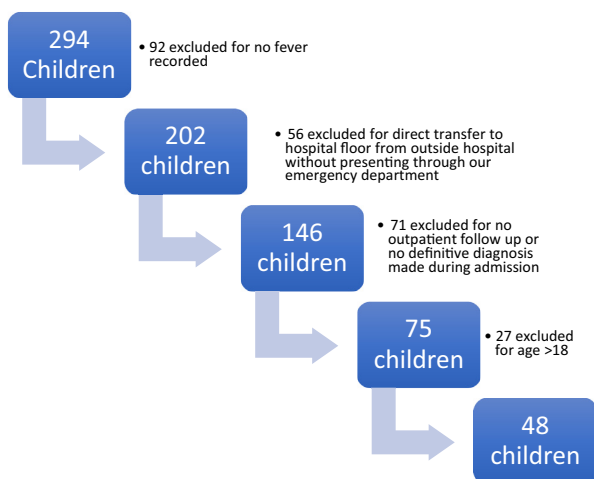 294
Children
• 92 excluded for no fever
recorded
202
children
• 56 excluded for direct transfer to
hospital floor from outside hospital
without presenting through our
emergency department
146
children
• 71 excluded for no
outpatient follow up or
no definitive diagnosis
made during admission
75
children
• 27 excluded
for age >18
48
children